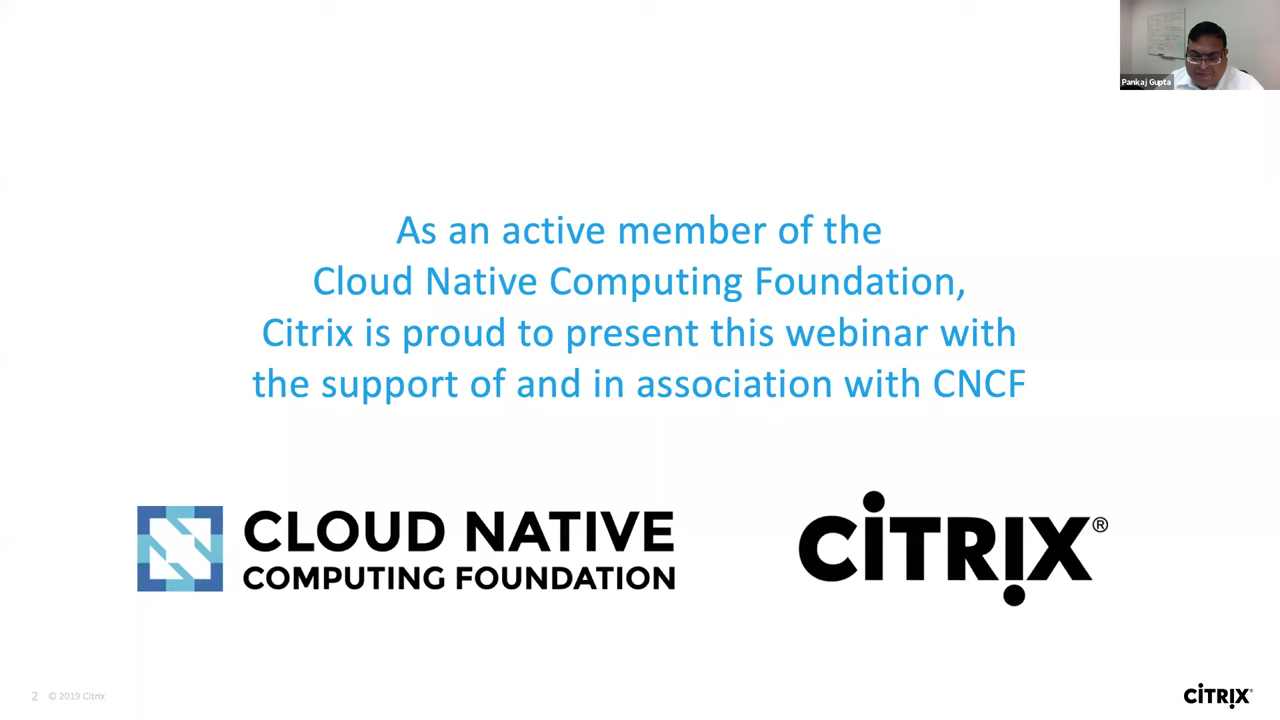 Pankaj Gupta
As an active member of the
Cloud Native Computing Foundation,
Citrix is proud to present this webinar with
the support of and in association with CNCF
CLOUD NATIVE
COMPUTING FOUNDATION
CITRIX®
2 © 2019 Citrix
CITRIX®